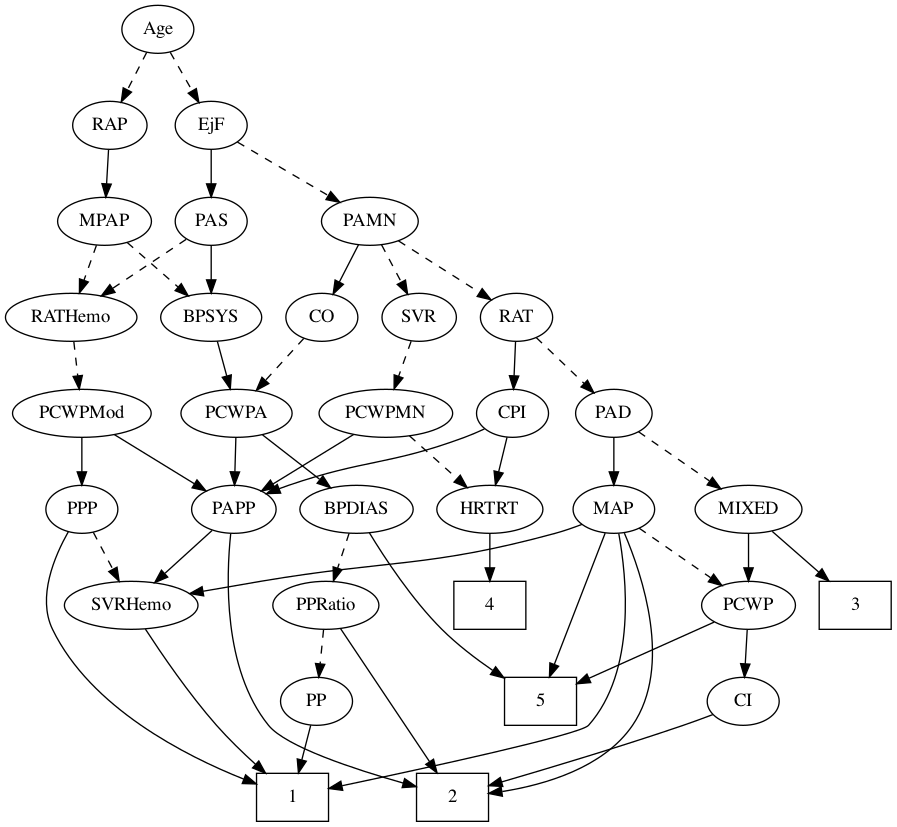 Age
RAP
EjF
MPAP
PAS
PAMN
RATHemo
BPSYS
CO
SVR
RAT
PCWPMod
PCWPA
PCWPMN
CPI
PAD
PPP
PAPP
BPDIAS
HRTRT
MAP
MIXED
SVRHemo
PPRatio
4
PCWP
3
PP
5
CI
1
2